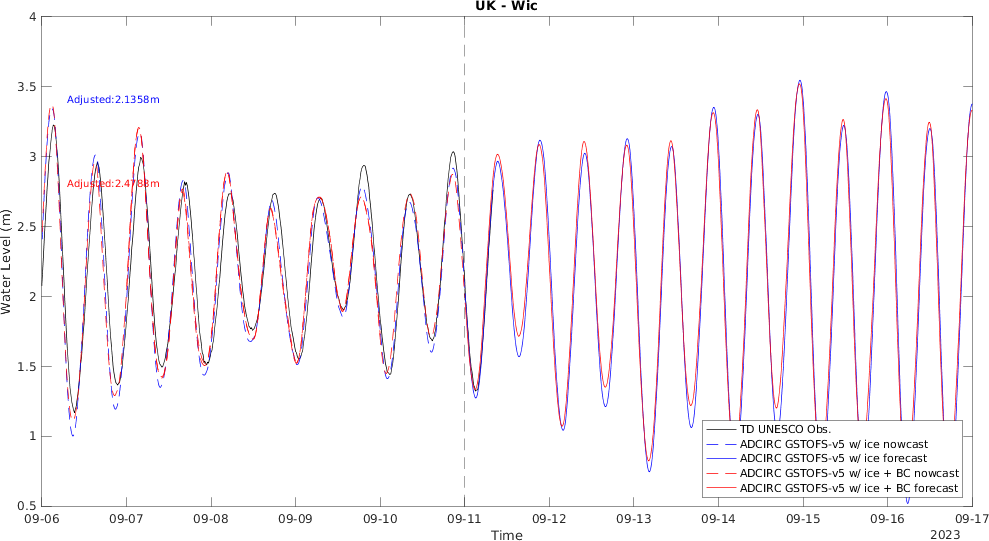 UK - Wic
4
3.5
3
2.5
2
1.5
1
0.5
Water Level (m)
Adjusted:2.1358m
Adjusted:2.4788m
TD UNESCO Obs.
ADCIRC GSTOFS-v5 w/ ice nowcast
ADCIRC GSTOFS-v5 w/ ice forecast
ADCIRC GSTOFS-v5 w/ ice + BC nowcast
ADCIRC GSTOFS-v5 w/ ice + BC forecast
09-06 09-07 09-08 09-09 09-10 09-11 09-12 09-13 09-14 09-15 09-16 09-17
Time
2023